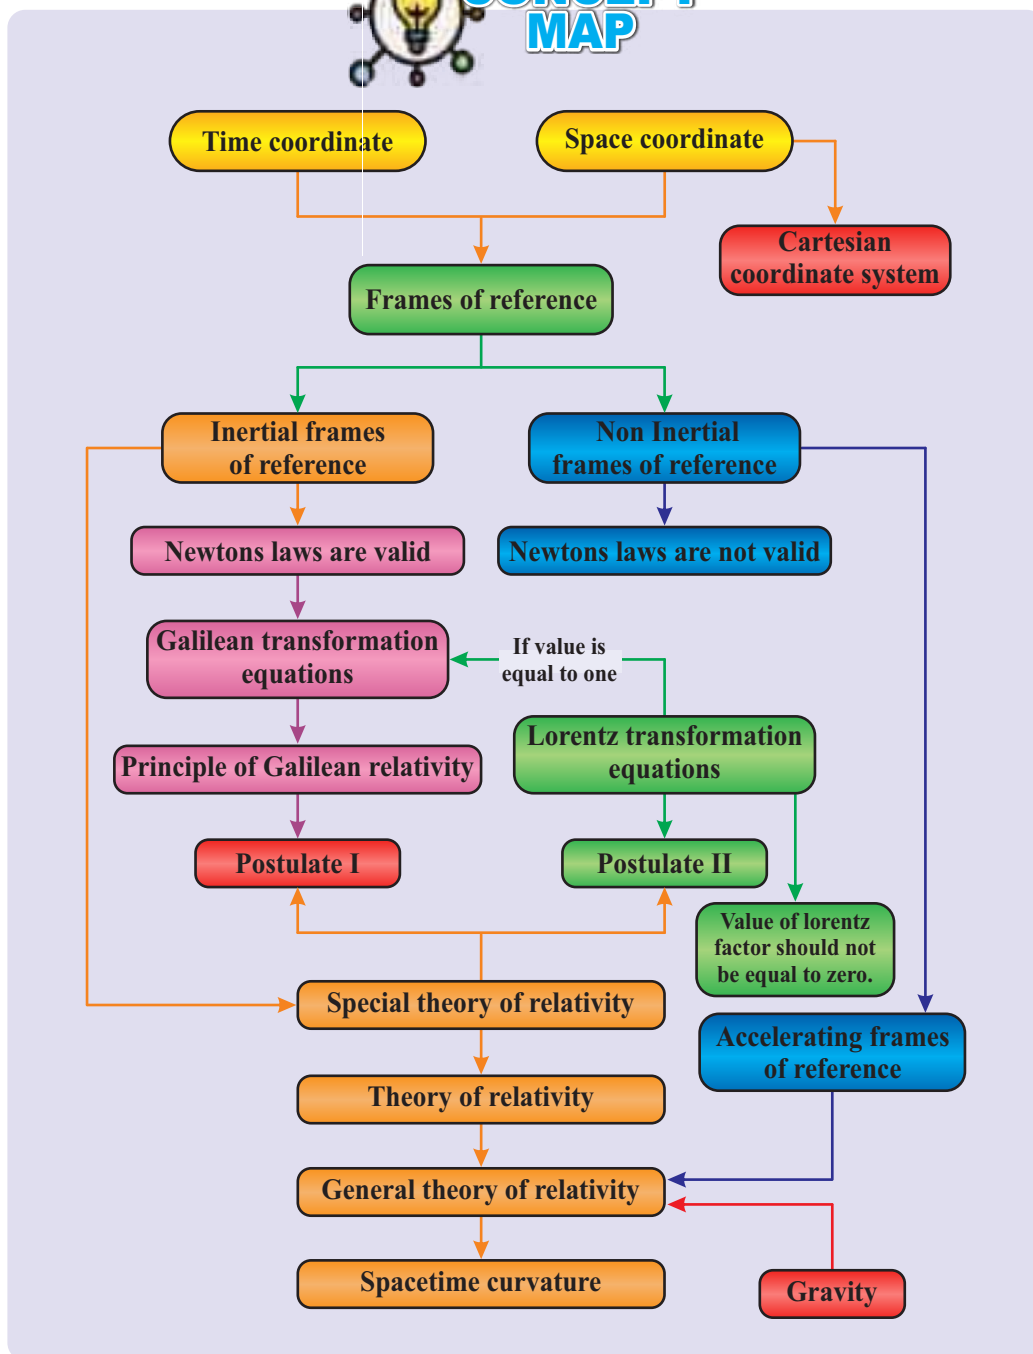 CONCEPT
MAP
Time coordinate
Space coordinate
Cartesian
coordinate system
Frames of reference
Inertial frames
of reference
Non Inertial
frames of reference
Newtons laws are valid
Newtons laws are not valid
Galilean transformation
equations
If value is
equal to one
Lorentz transformation
equations
Principle of Galilean relativity
Postulate I
Postulate II
Value of lorentz
factor should not
be equal to zero.
Special theory of relativity
Accelerating frames
of reference
Theory of relativity
General theory of relativity
Spacetime curvature
Gravity